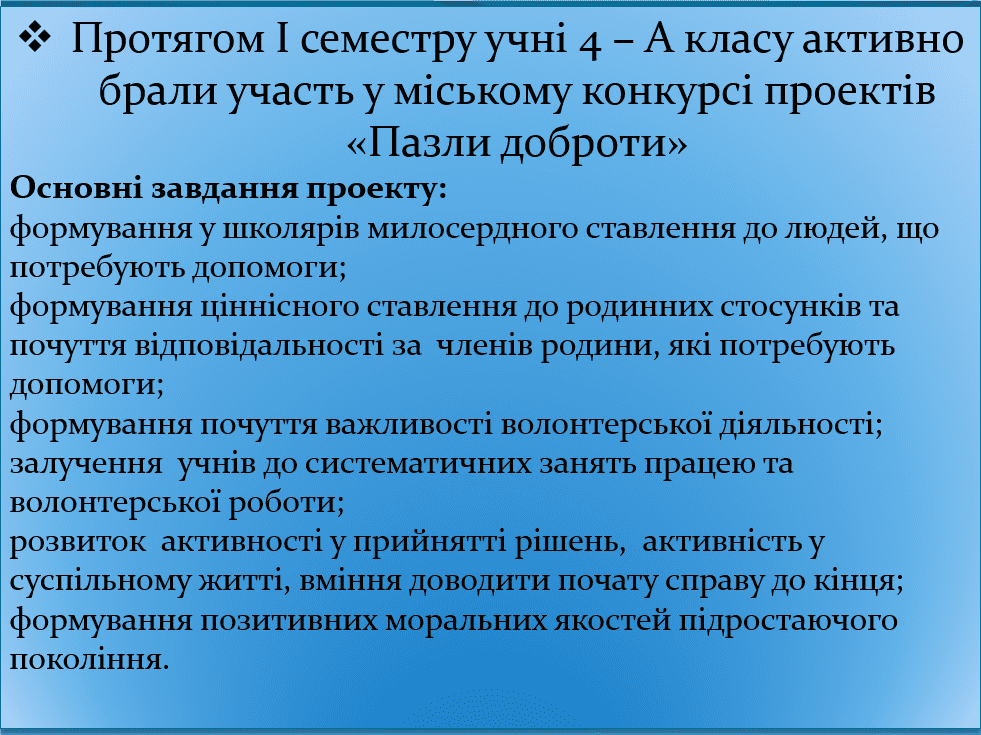 ❖ Протягом І семестру учні 4 – А класу активно
брали участь у міському конкурсі проектів
«Пазли доброти»
Основні завдання проекту:
формування у школярів милосердного ставлення до людей, що
потребують допомоги;
формування ціннісного ставлення до родинних стосунків та
почуття відповідальності за  членів родини, які потребують
допомоги;
формування почуття важливості волонтерської діяльності;
залучення  учнів до систематичних занять працею та
волонтерської роботи;
розвиток  активності у прийнятті рішень,  активність у
суспільному житті, вміння доводити почату справу до кінця;
формування позитивних моральних якостей підростаючого
покоління.